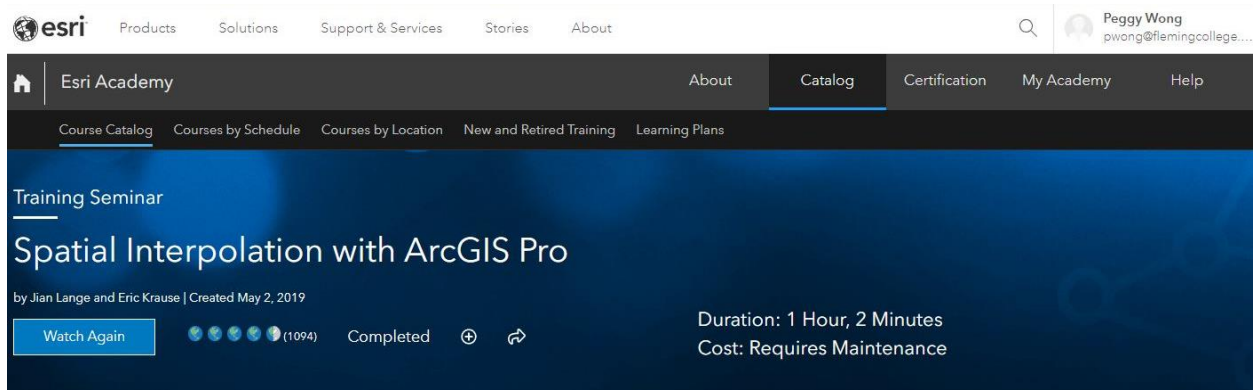 esri Products Solutions Support & Services Stories About Peggy Wong
pwong@flemingcollege....
Esri Academy About Catalog Certification My Academy Help
Course Catalog Courses by Schedule Courses by Location New and Retired Training Learning Plans
Training Seminar
Spatial Interpolation with ArcGIS Pro
by Jian Lange and Eric Krause | Created May 2, 2019
Watch Again (1094) Completed
Duration: 1 Hour, 2 Minutes
Cost: Requires Maintenance